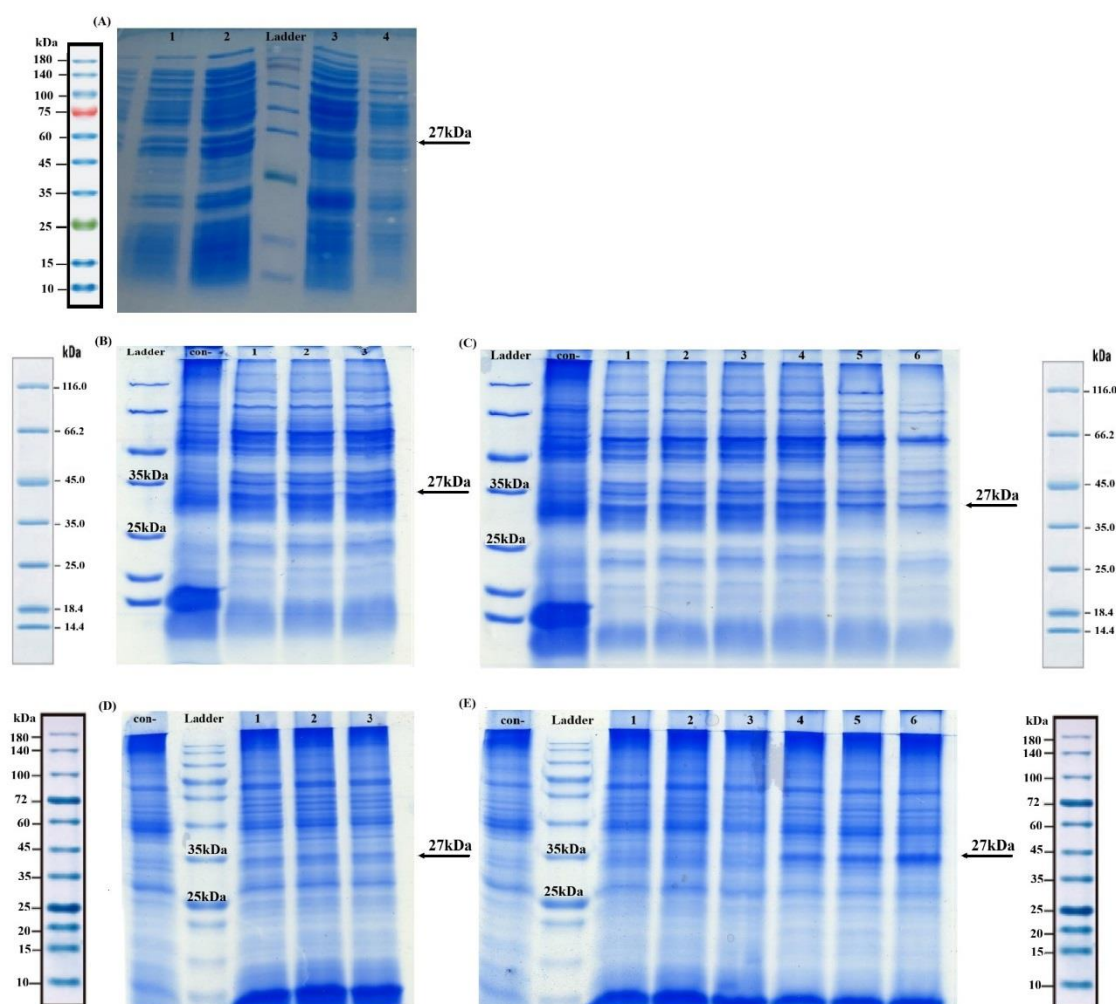 (A)
kDa
180
140
100
75
60
45
35
25
15
10
1 2 Ladder 3 4
27kDa
(B)
kDa
116.0
66.2
45.0
35.0
25.0
18.4
14.4
Ladder con- 1 2 3
35kDa
25kDa
27kDa
(C)
Ladder con- 1 2 3 4 5 6
35kDa
25kDa
27kDa
kDa
116.0
66.2
45.0
35.0
25.0
18.4
14.4
(D)
kDa
180
140
100
72
60
45
35
25
20
15
10
con- Ladder 1 2 3
35kDa
25kDa
27kDa
(E)
con- Ladder 1 2 3 4 5 6
35kDa
25kDa
27kDa
kDa
180
140
100
72
60
45
35
25
20
15
10